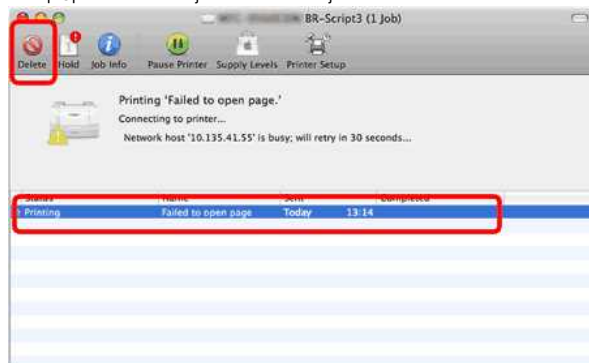 BR-Script3 (1 Job)
Delete Hold Job Info Pause Printer Supply Levels Printer Setup
Printing 'Failed to open page.'
Connecting to printer...
Network host '10.135.41.55' is busy; will retry in 30 seconds...
Status Name Sent Completed
Printing Failed to open page Today 13:14